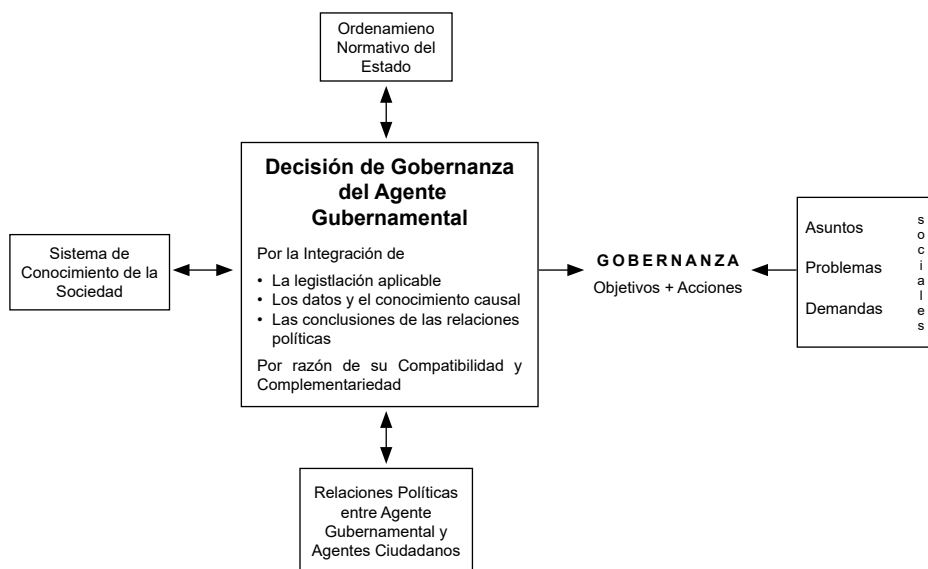 Ordenamieno
Normativo del
Estado
Decisión de Gobernanza
del Agente
Gubernamental
Por la Integración de
• La legistlación aplicable
• Los datos y el conocimiento causal
• Las conclusiones de las relaciones
políticas
Por razón de su Compatibilidad y
Complementariedad
Sistema de
Conocimiento de la
Sociedad
GOBERNANZA
Objetivos + Acciones
Asuntos
Problemas
Demandas
sociales
Relaciones Políticas
entre Agente
Gubernamental y
Agentes Ciudadanos